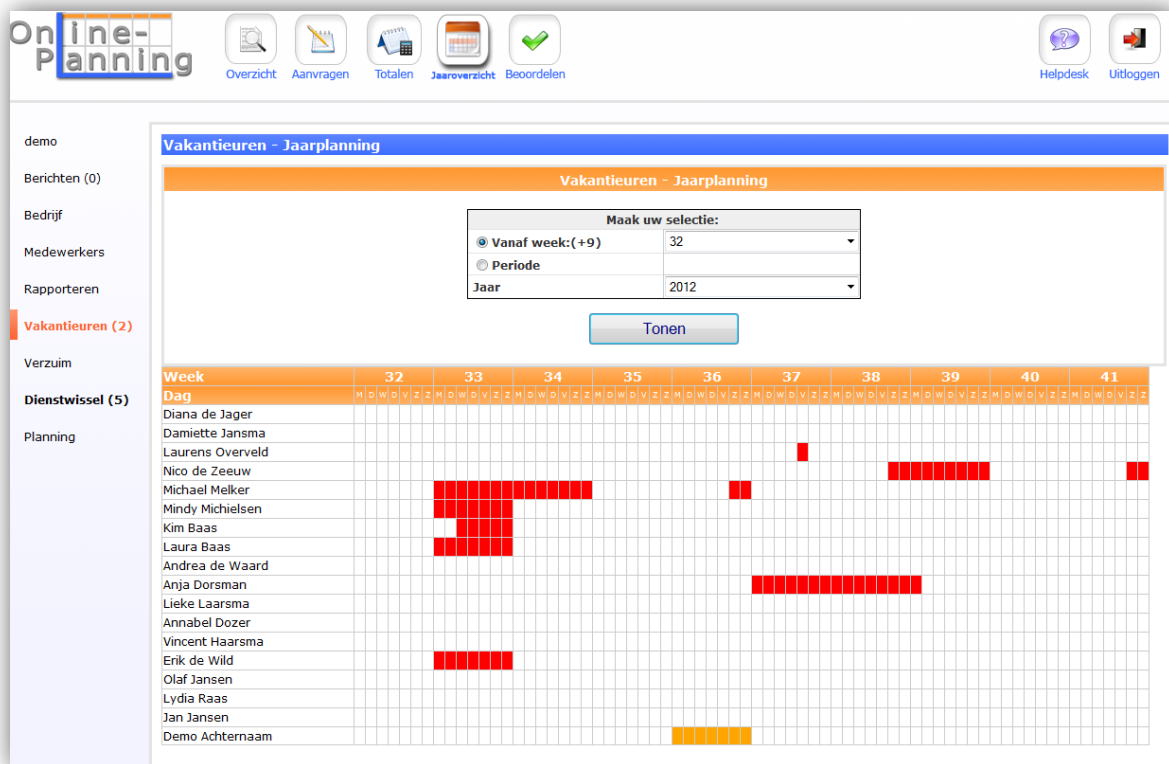 Online-
Planning
Overzicht Aanvragen Totalen Jaaroverzicht Beoordelen Helpdesk Uitloggen
demo
Berichten (0)
Bedrijf
Medewerkers
Rapporteren
Vakantieuren (2)
Verzuim
Dienstwissel (5)
Planning
Vakantieuren - Jaarplanning
Vakantieuren - Jaarplanning
Maak uw selectie:
Vanaf week:(+9) 32
Periode
Jaar 2012
Tonen
Week 32 33 34 35 36 37 38 39 40 41
Dag M D W D V Z Z M D W D V Z Z M D W D V Z Z M D W D V Z Z M D W D V Z Z M D W D V Z Z M D W D V Z Z M D W D V Z Z M D W D V Z Z M D W D V Z Z
Diana de Jager
Damiette Jansma
Laurens Overveld
Nico de Zeeuw
Michael Melker
Mindy Michielsen
Kim Baas
Laura Baas
Andrea de Waard
Anja Dorsman
Lieke Laarsma
Annabel Dozer
Vincent Haarsma
Erik de Wild
Olaf Jansen
Lydia Raas
Jan Jansen
Demo Achternaam